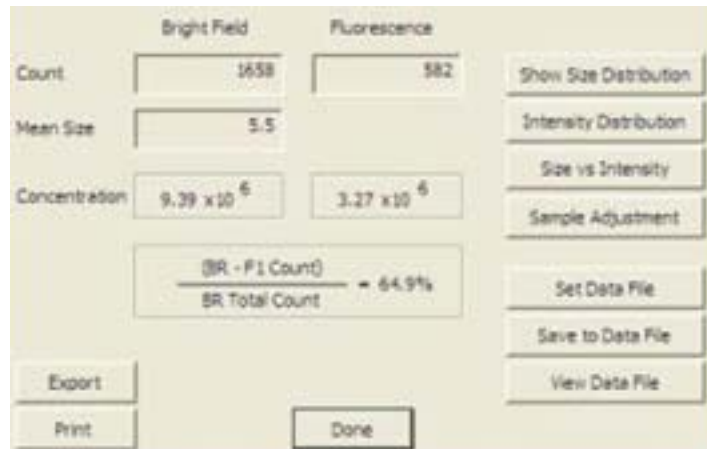 Bright Field Fluorescence
Count 1658 582 Show Size Distribution
Mean Size 5.5 Intensity Distribution
Size vs Intensity
Concentration 9.39 x10 6 3.27 x10 6
Sample Adjustment
(BR - F1 Count)
BR Total Count
= 64.9%
Set Data File
Save to Data File
Export View Data File
Print Done